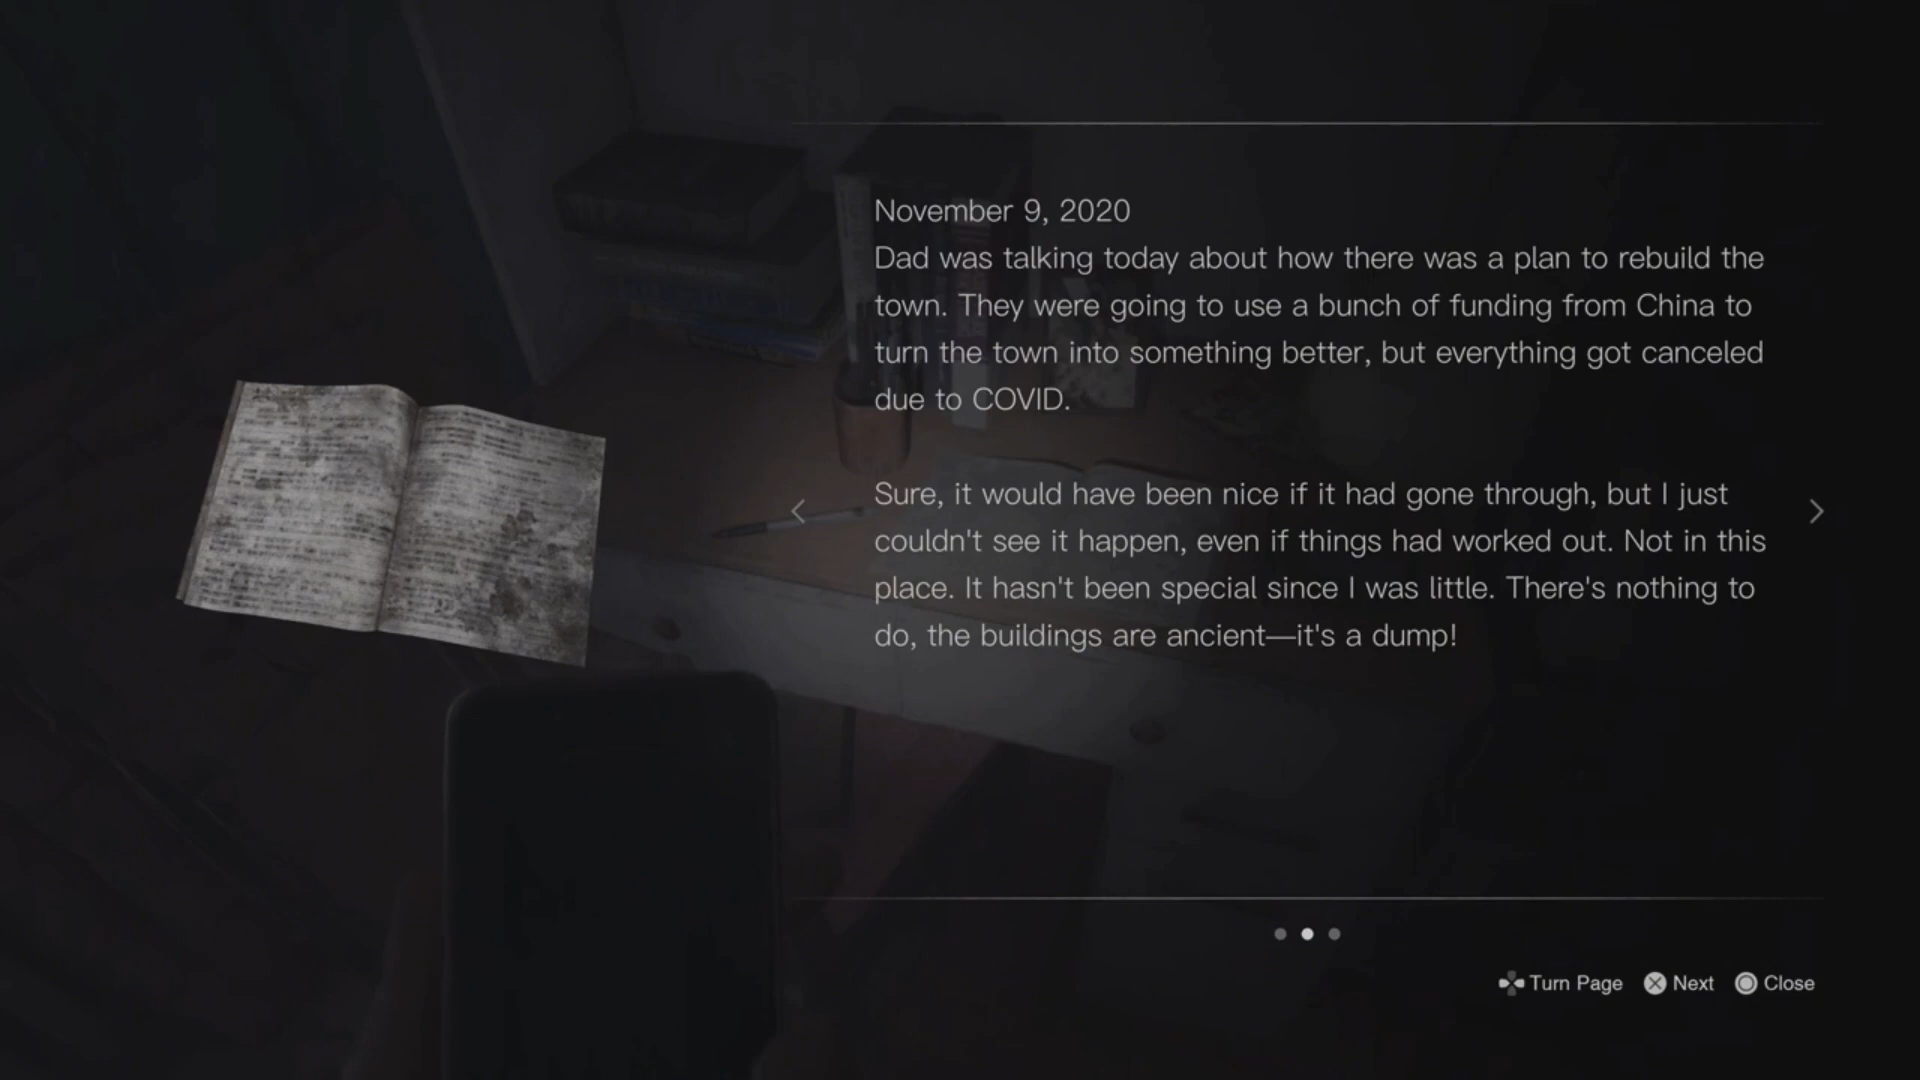 November 9, 2020
Dad was talking today about how there was a plan to rebuild the
town. They were going to use a bunch of funding from China to
turn the town into something better, but everything got canceled
due to COVID.
Sure, it would have been nice if it had gone through, but I just
couldn't see it happen, even if things had worked out. Not in this
place. It hasn't been special since I was little. There's nothing to
do, the buildings are ancient—it's a dump!
Turn Page Next Close